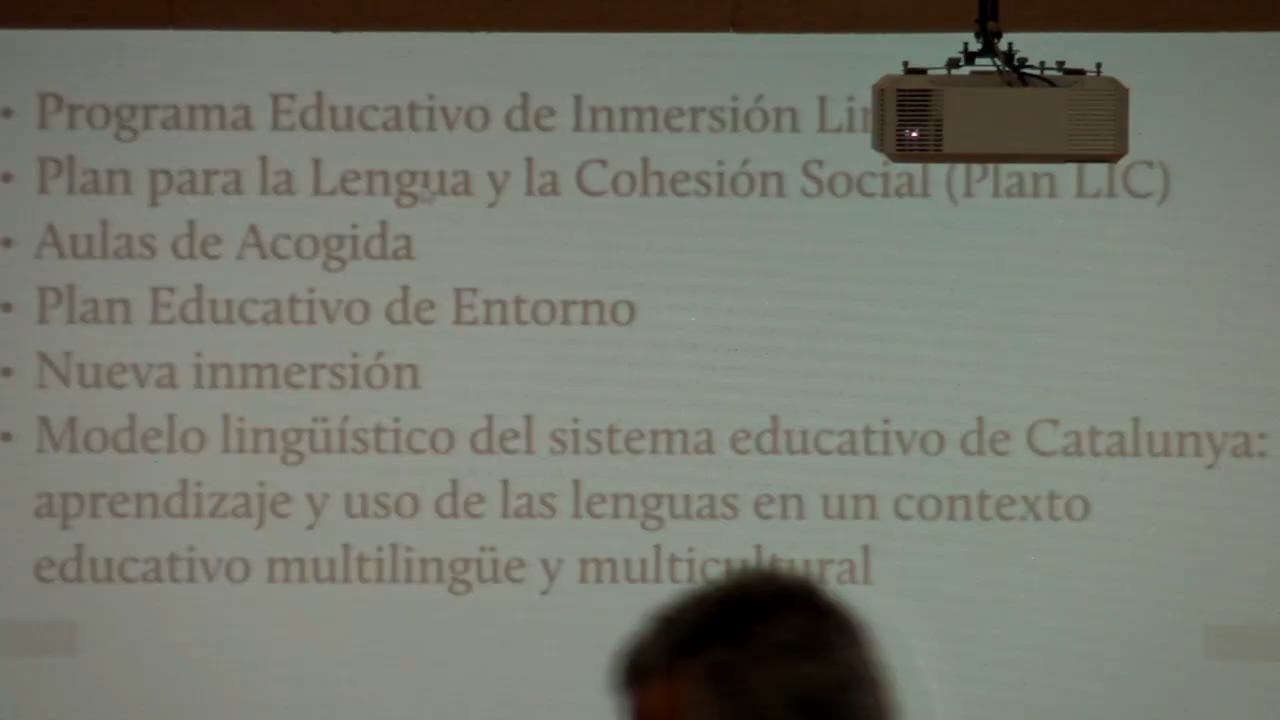 • Programa Educativo de Inmersión
• Plan para la Lengua y la Cohesión Social (Plan LIC)
• Aulas de Acogida
• Plan Educativo de Entorno
• Nueva inmersión
• Modelo lingüístico del sistema educativo de Catalunya:
aprendizaje y uso de las lenguas en un contexto
educativo multilingüe y multicultural